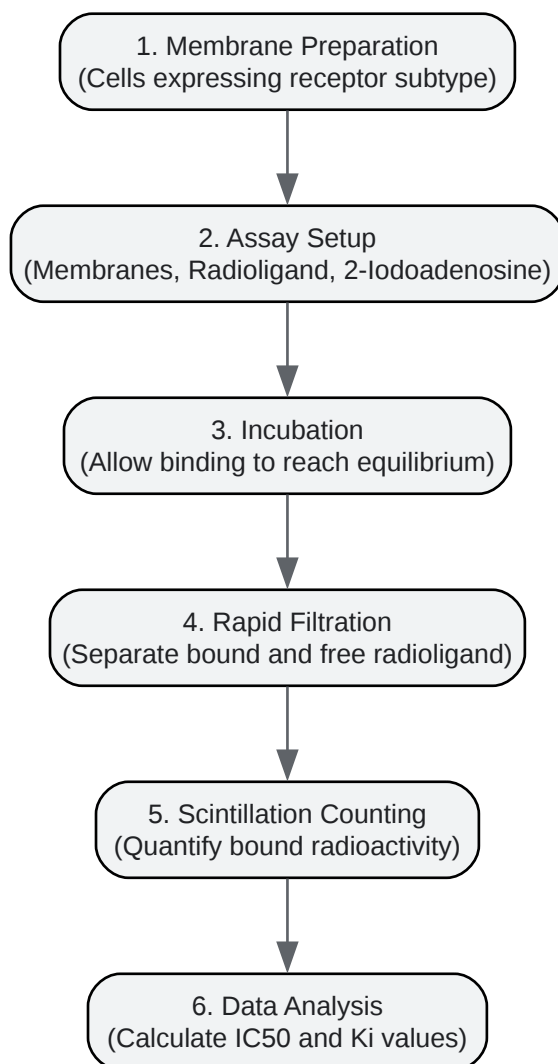 1. Membrane Preparation
(Cells expressing receptor subtype)
2. Assay Setup
(Membranes, Radioligand, 2-Iodoadenosine)
3. Incubation
(Allow binding to reach equilibrium)
4. Rapid Filtration
(Separate bound and free radioligand)
5. Scintillation Counting
(Quantify bound radioactivity)
6. Data Analysis
(Calculate IC50 and Ki values)